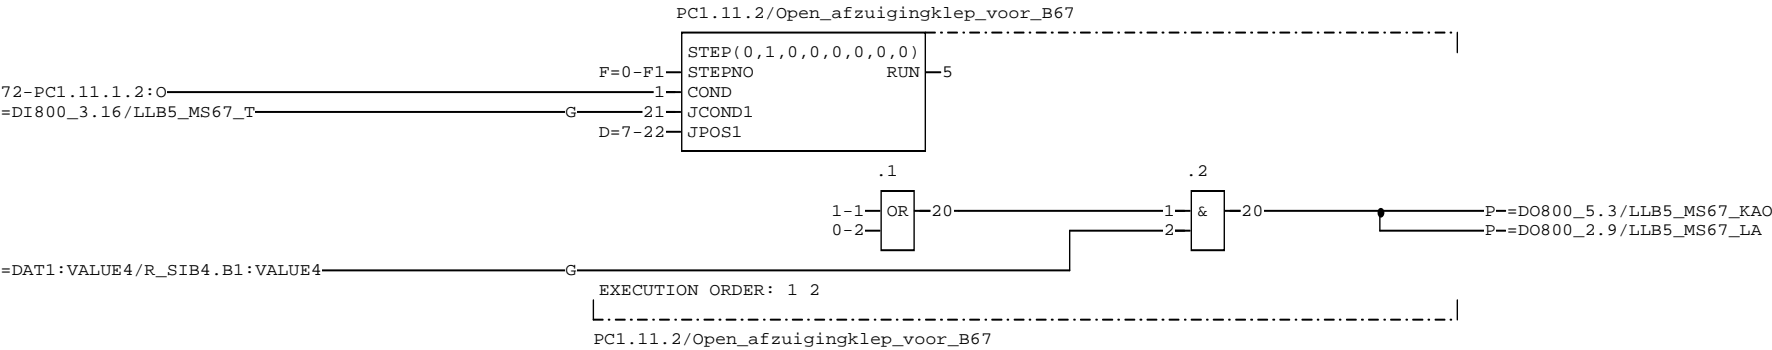 PC1.11.2/Open_afzuigingklep_voor_B67
STEP(0,1,0,0,0,0,0,0)
F=0-F1 STEPNO RUN 5
72-PC1.11.1.2:O 1 COND
=DI800_3.16/LLB5_MS67_T G 21 JCOND1
D=7-22 JPOS1
.1 .2
1-1 OR 20 1 & 20 P =DO800_5.3/LLB5_MS67_KAO
0-2 2 P =DO800_2.9/LLB5_MS67_LA
=DAT1:VALUE4/R_SIB4.B1:VALUE4 G
EXECUTION ORDER: 1 2
PC1.11.2/Open_afzuigingklep_voor_B67